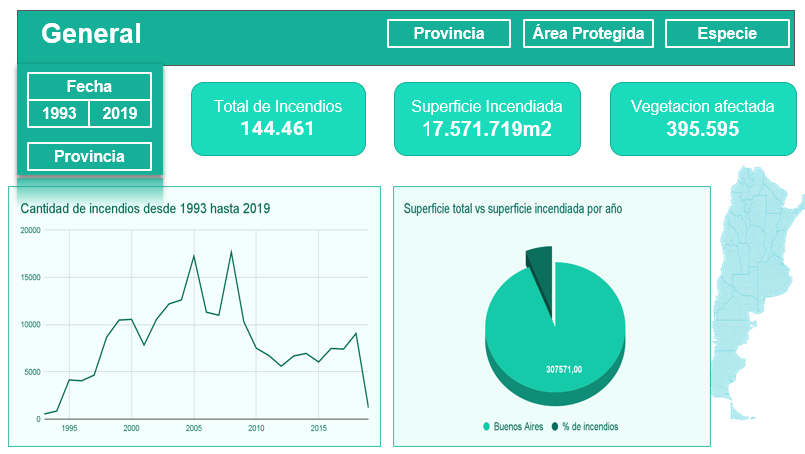 General
Provincia
Área Protegida
Especie
Fecha
1993 2019
Provincia
Total de Incendios
144.461
Superficie Incendiada
17.571.719m2
Vegetacion afectada
395.595
Cantidad de incendios desde 1993 hasta 2019
20000
15000
10000
5000
0
1995 2000 2005 2010 2015
Superficie total vs superficie incendiada por año
307571,00
Buenos Aires % de incendios